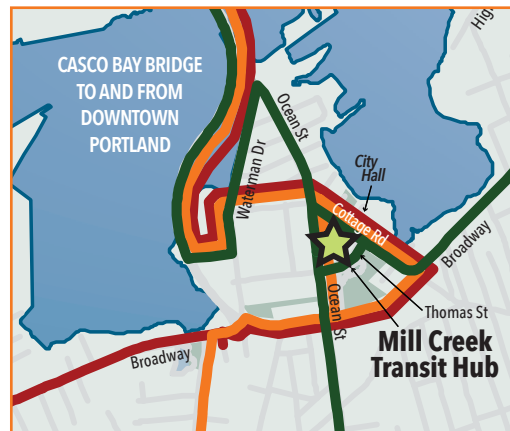 CASCO BAY BRIDGE
TO AND FROM
DOWNTOWN
PORTLAND
Ocean St
Waterman Dr
City
Hall
Cottage Rd
Broadway
Ocean St
Thomas St
Mill Creek
Transit Hub
Broadway